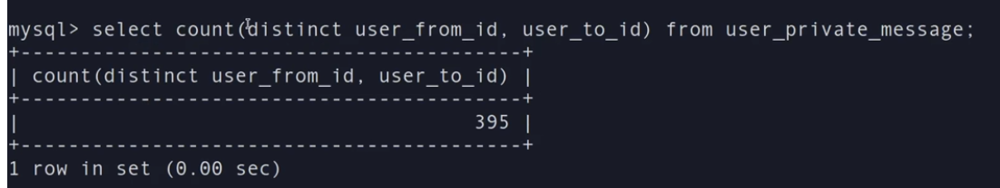 mysql> select count(distinct user_from_id, user_to_id) from user_private_message;
+--------------------------------------------+
| count(distinct user_from_id, user_to_id) |
+--------------------------------------------+
|                                      395 |
+--------------------------------------------+
1 row in set (0.00 sec)